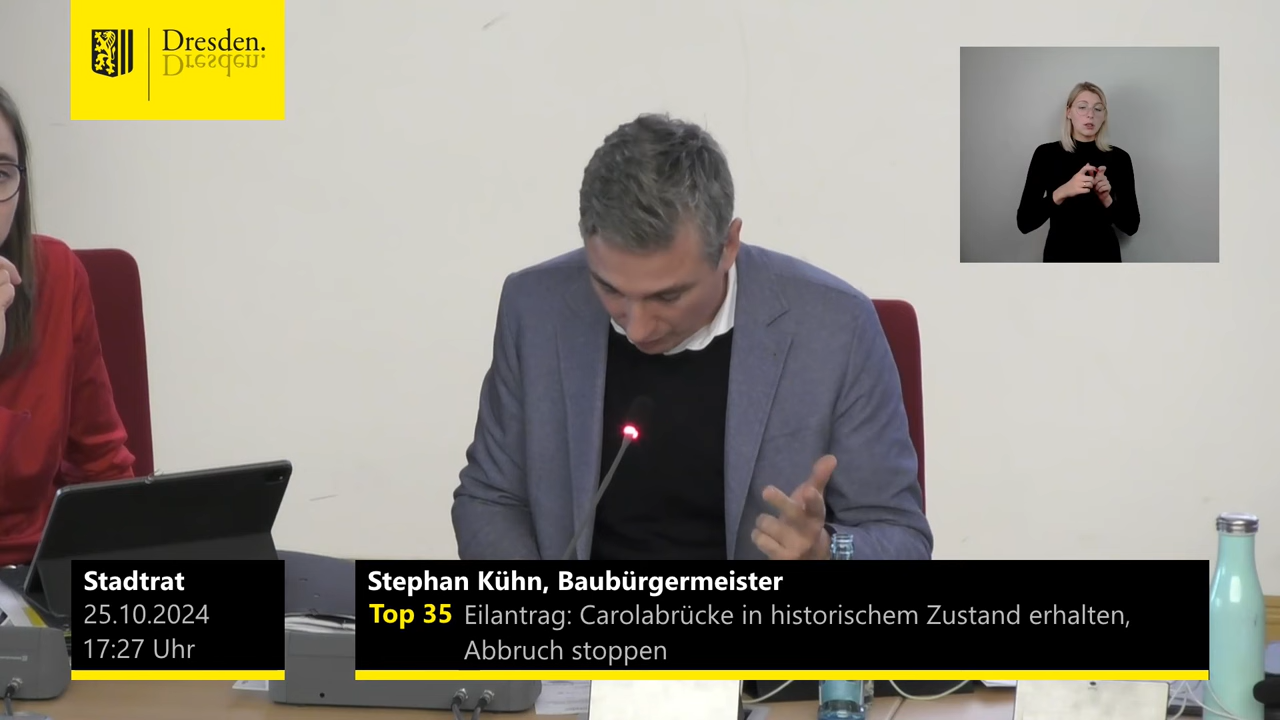 Dresden.
Stadtrat
25.10.2024
17:27 Uhr
Stephan Kühn, Baubürgermeister
Top 35 Eilantrag: Carolabrücke in historischem Zustand erhalten,
Abbruch stoppen